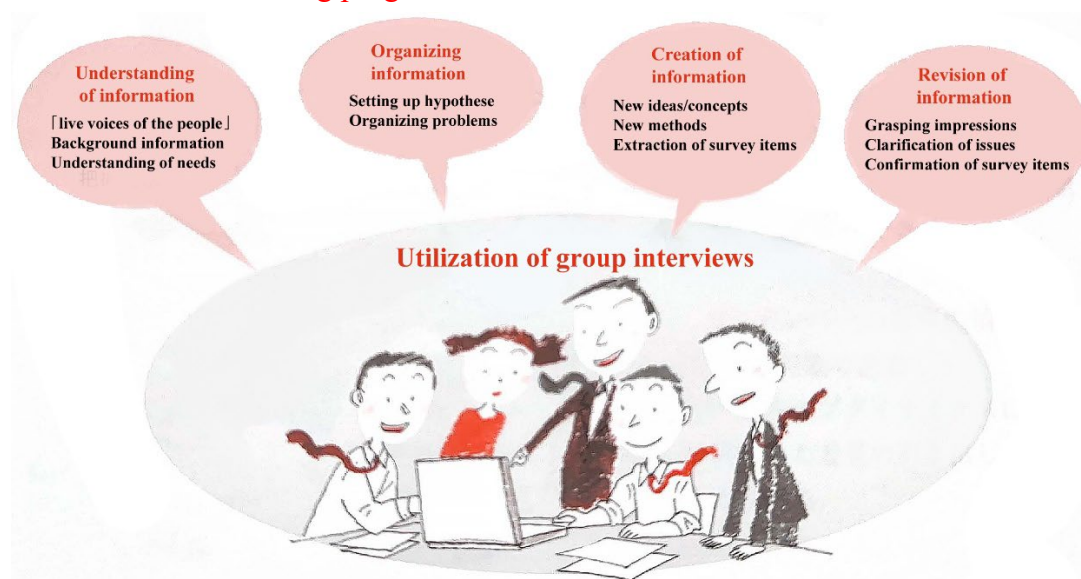 Understanding
of information
「live voices of the people」
Background information
Understanding of needs
Organizing
information
Setting up hypothese
Organizing problems
Creation of
information
New ideas/concepts
New methods
Extraction of survey items
Revision of
information
Grasping impressions
Clarification of issues
Confirmation of survey items
Utilization of group interviews